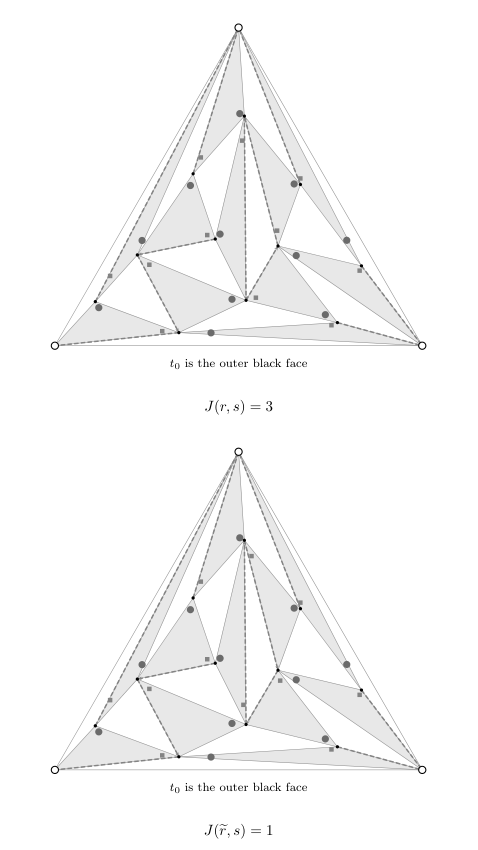 t₀ is the outer black face
J(r, s) = 3
t₀ is the outer black face
J(r̃, s) = 1